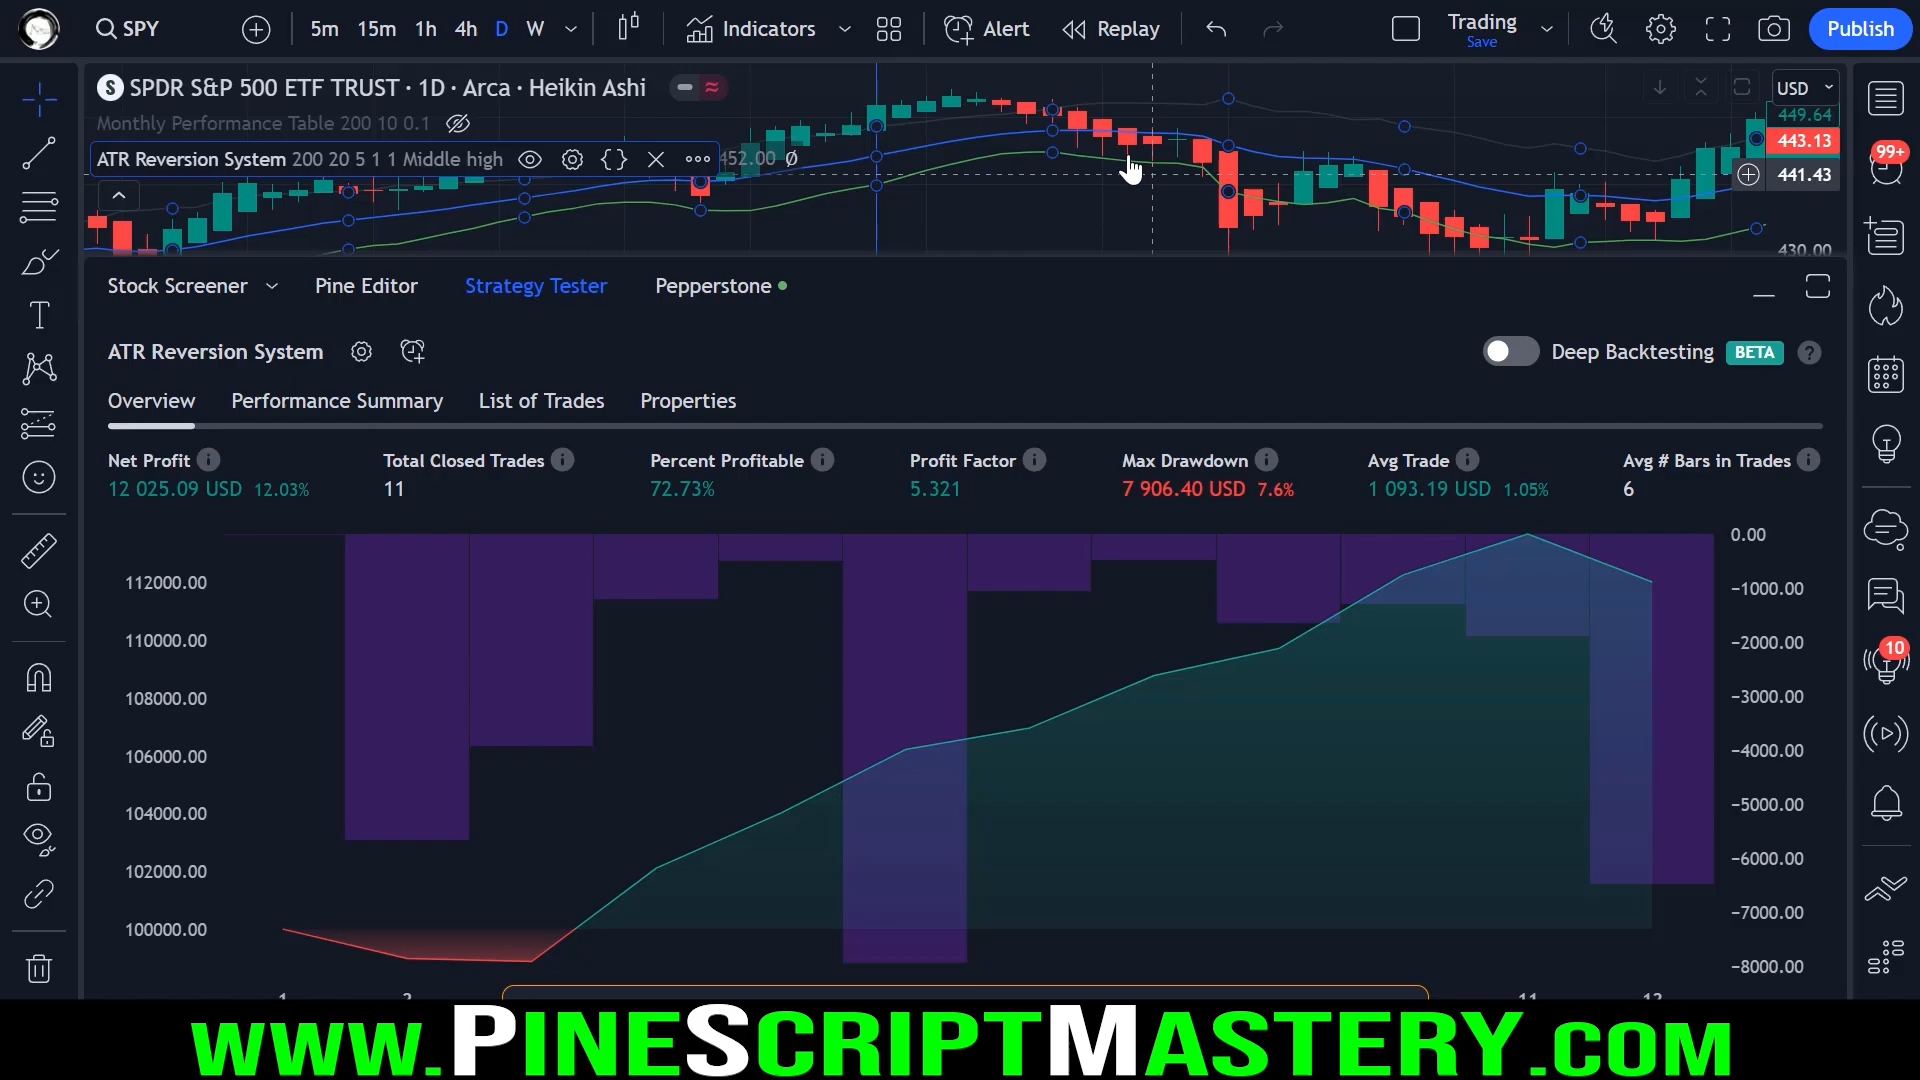 SPY
5m 15m 1h 4h D W
Indicators
Alert
Replay
Trading
Save
Publish
S SPDR S&P 500 ETF TRUST · 1D · Arca · Heikin Ashi
USD
Monthly Performance Table 200 10 0.1
449.64
443.13
ATR Reversion System 200 20 5 1 1 Middle high
452.00 Ø
441.43
430.00
99+
Stock Screener
Pine Editor
Strategy Tester
Pepperstone
ATR Reversion System
Deep Backtesting BETA ?
Overview
Performance Summary
List of Trades
Properties
Net Profit
12 025.09 USD 12.03%
Total Closed Trades
11
Percent Profitable
72.73%
Profit Factor
5.321
Max Drawdown
7 906.40 USD 7.6%
Avg Trade
1 093.19 USD 1.05%
Avg # Bars in Trades
6
112000.00
110000.00
108000.00
106000.00
104000.00
102000.00
100000.00
0.00
−1000.00
−2000.00
−3000.00
−4000.00
−5000.00
−6000.00
−7000.00
−8000.00
10
1
2
11
12
www.PineScriptMastery.com